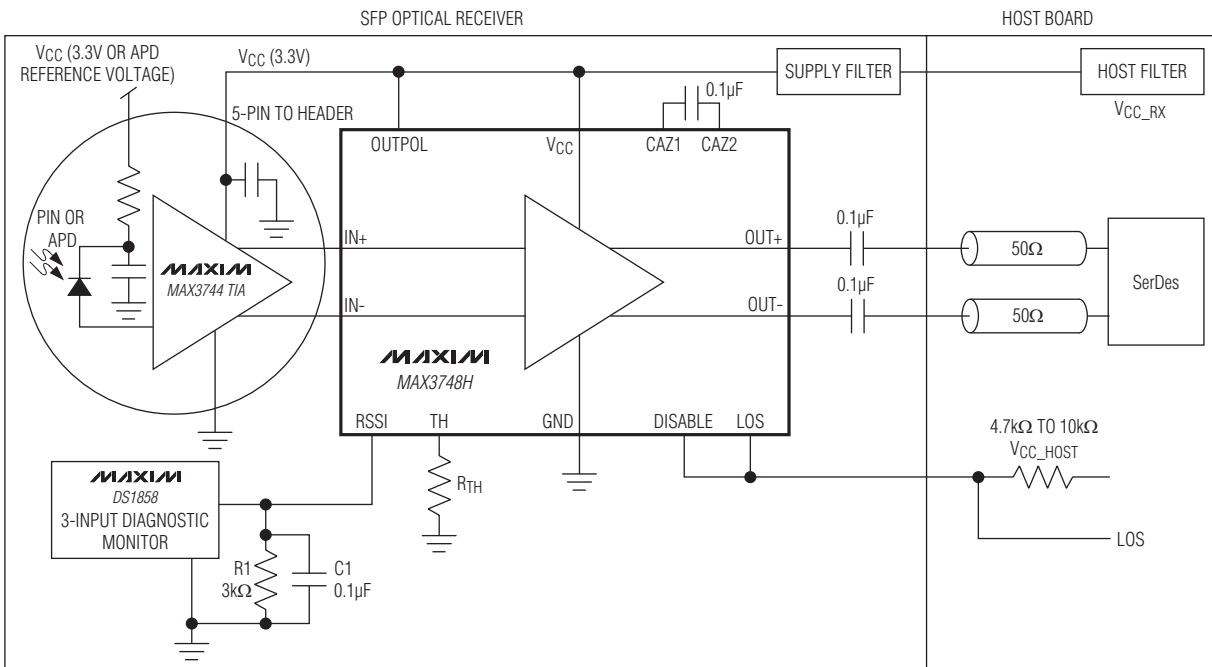 SFP OPTICAL RECEIVER
HOST BOARD
VCC (3.3V OR APD
REFERENCE VOLTAGE)
VCC (3.3V)
SUPPLY FILTER
HOST FILTER
VCC_RX
0.1µF
5-PIN TO HEADER
OUTPOL
VCC
CAZ1
CAZ2
PIN OR
APD
MAXIM
MAX3744 TIA
IN+
IN-
OUT+
OUT-
0.1µF
0.1µF
50Ω
50Ω
SerDes
MAXIM
MAX3748H
RSSI
TH
GND
DISABLE
LOS
4.7kΩ TO 10kΩ
VCC_HOST
RTH
LOS
MAXIM
DS1858
3-INPUT DIAGNOSTIC
MONITOR
R1
3kΩ
C1
0.1µF